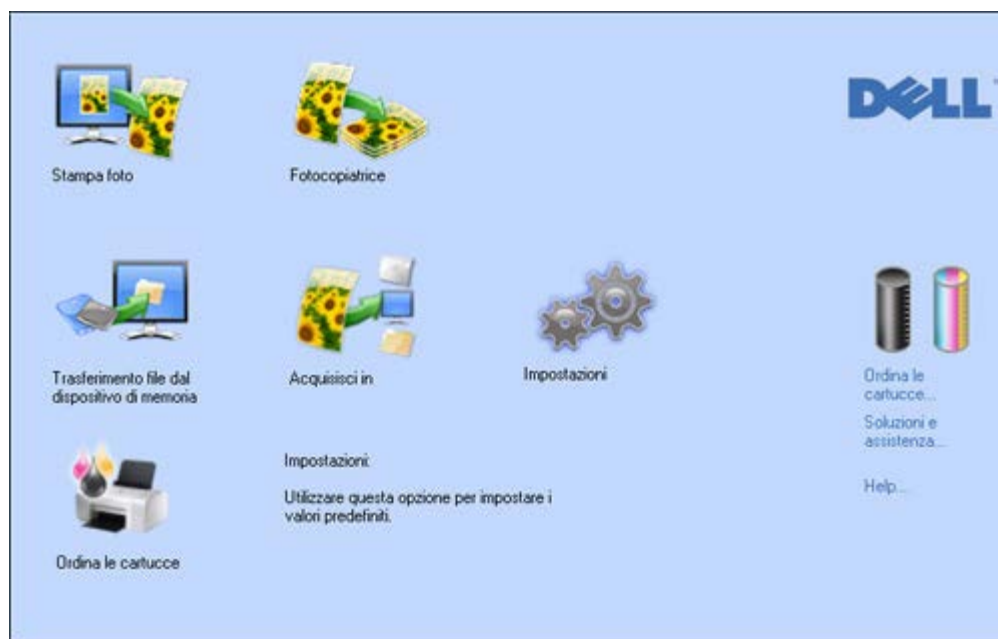 DELL™
Stampa foto
Fotocopiatrice
Trasferimento file dal
dispositivo di memoria
Acquisisci in
Impostazioni
Ordina le
cartucce...
Soluzioni e
assistenza...
Help...
Ordina le cartucce
Impostazioni:
Utilizzare questa opzione per impostare i
valori predefiniti.